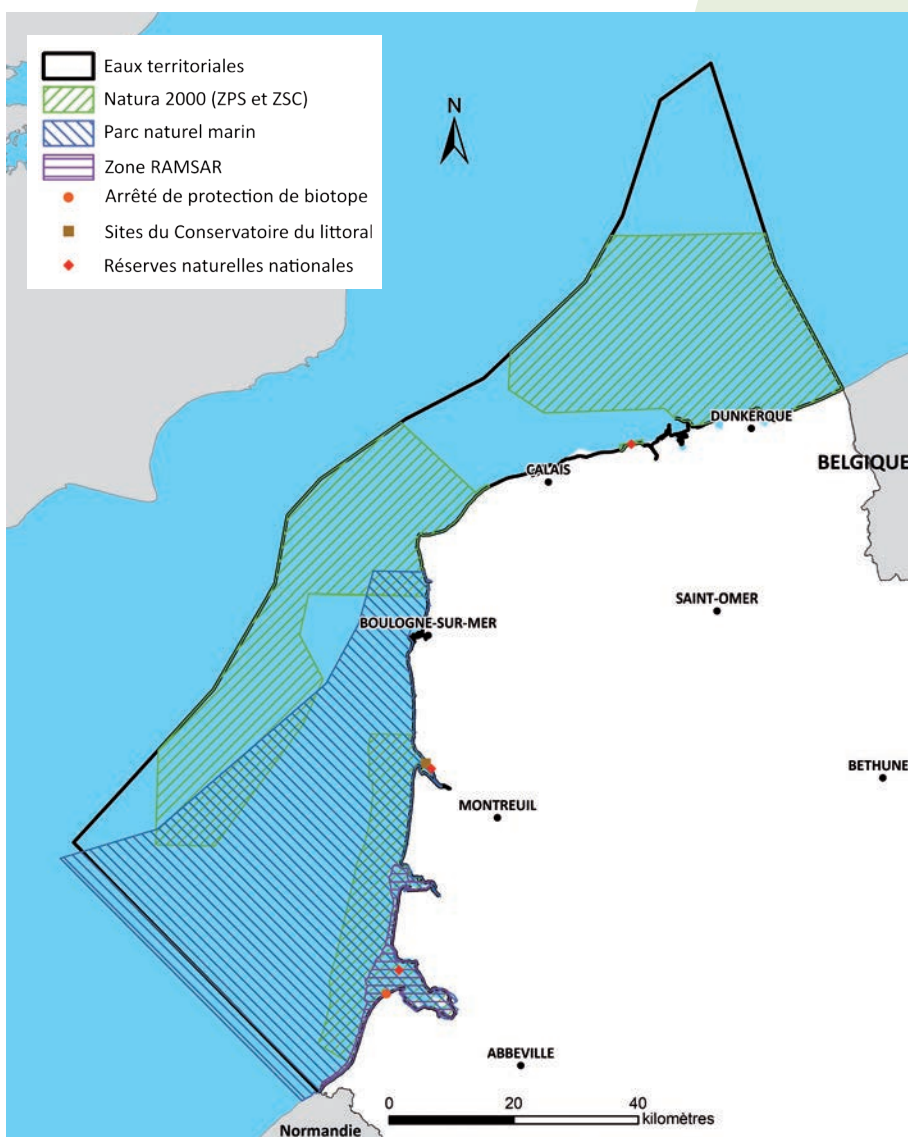 Eaux territoriales
Natura 2000 (ZPS et ZSC)
Parc naturel marin
Zone RAMSAR
Arrêté de protection de biotope
Sites du Conservatoire du littoral
Réserves naturelles nationales
N
DUNKERQUE
CALAIS
BELGIQUE
SAINT-OMER
BOULOGNE-SUR-MER
BETHUNE
MONTREUIL
ABBEVILLE
0 20 40
kilomètres
Normandie